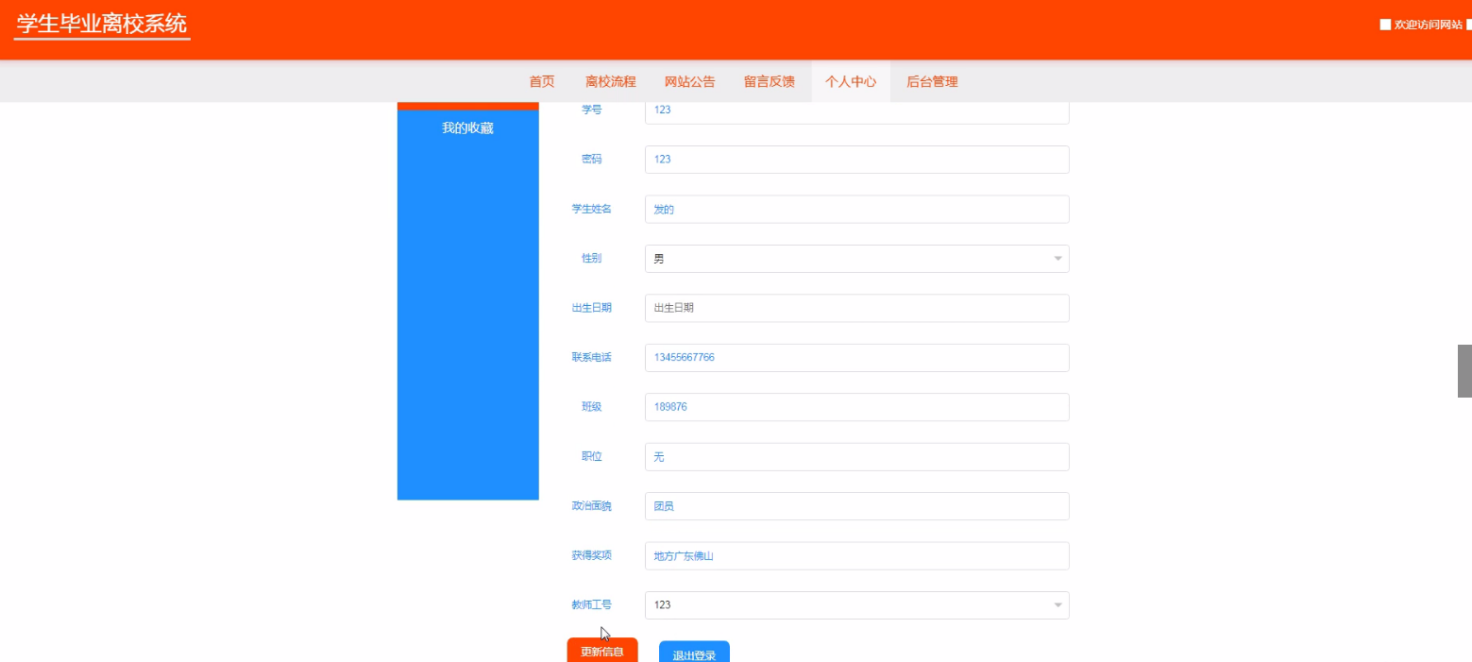 学生毕业离校系统
欢迎访问网站
首页 离校流程 网站公告 留言反馈 个人中心 后台管理
我的收藏
学号 123
密码 123
学生姓名 发的
性别 男
出生日期 出生日期
联系电话 13455667766
班级 189876
职位 无
政治面貌 团员
获得奖项 地方广东佛山
教师工号 123
更新信息 退出登录